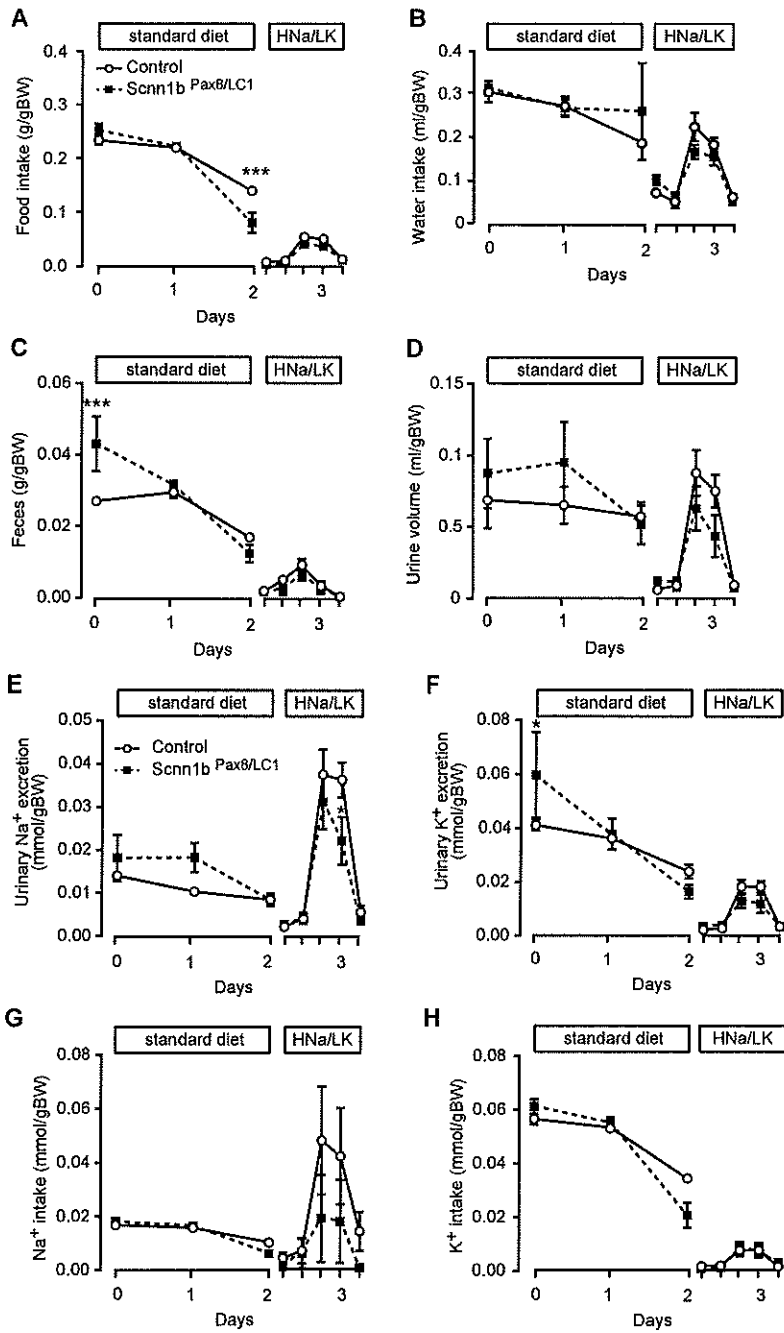 A
standard diet HNa/LK
Control
Scnn1b Pax8/LC1
Food intake (g/gBW)
0.4
0.3
0.2
0.1
0.0
***
0 1 2 3
Days
B
standard diet HNa/LK
Water intake (ml/gBW)
0.4
0.3
0.2
0.1
0
0 1 2 3
Days
C
standard diet HNa/LK
Feces (g/gBW)
0.06
0.04
0.02
0.00
***
0 1 2 3
Days
D
standard diet HNa/LK
Urine volume (ml/gBW)
0.15
0.1
0.5
0
0 1 2 3
Days
E
standard diet HNa/LK
Control
Scnn1b Pax8/LC1
Urinary Na+ excretion
(mmol/gBW)
0.05
0.04
0.03
0.02
0.01
0.00
*
0 1 2 3
Days
F
standard diet HNa/LK
Urinary K+ excretion
(mmol/gBW)
0.08
0.06
0.04
0.02
0.00
*
0 1 2 3
Days
G
standard diet HNa/LK
Na+ intake (mmol/gBW)
0.08
0.06
0.04
0.02
0.00
0 1 2 3
Days
H
standard diet HNa/LK
K+ intake (mmol/gBW)
0.08
0.06
0.04
0.02
0.00
0 1 2 3
Days